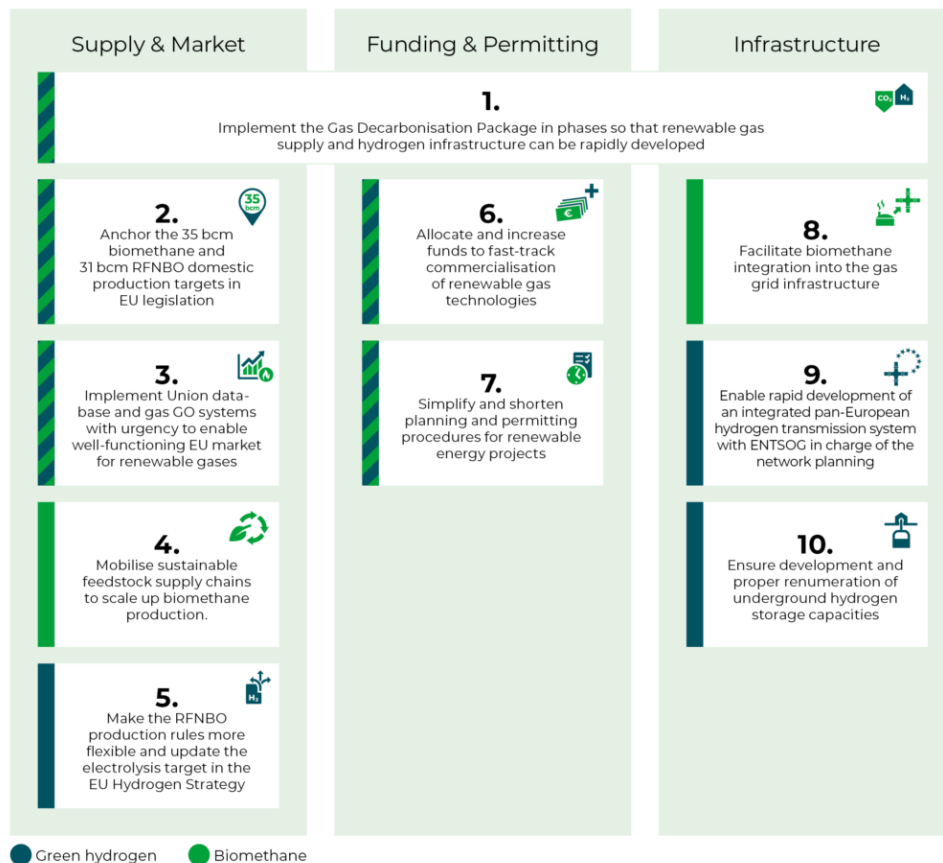 Supply & Market
Funding & Permitting
Infrastructure
1.
Implement the Gas Decarbonisation Package in phases so that renewable gas
supply and hydrogen infrastructure can be rapidly developed
CO₂
H₂
2.
35
bcm
Anchor the 35 bcm
biomethane and
31 bcm RFNBO domestic
production targets in
EU legislation
3.
Implement Union data-
base and gas GO systems
with urgency to enable
well-functioning EU market
for renewable gases
4.
Mobilise sustainable
feedstock supply chains
to scale up biomethane
production.
5.
H₂
Make the RFNBO
production rules more
flexible and update the
electrolysis target in the
EU Hydrogen Strategy
6.
€
Allocate and increase
funds to fast-track
commercialisation
of renewable gas
technologies
7.
Simplify and shorten
planning and permitting
procedures for renewable
energy projects
8.
Facilitate biomethane
integration into the gas
grid infrastructure
9.
Enable rapid development of
an integrated pan-European
hydrogen transmission system
with ENTSOG in charge of the
network planning
10.
Ensure development and
proper renumeration of
underground hydrogen
storage capacities
Green hydrogen
Biomethane